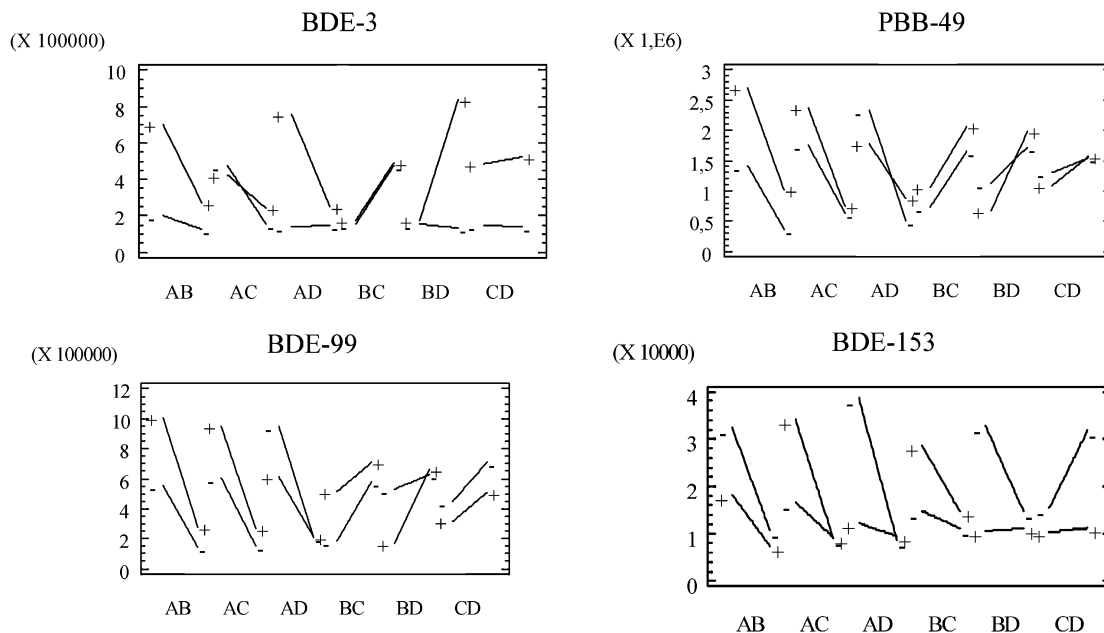 BDE-3
(X 100000)
10
8
6
4
2
0
AB AC AD BC BD CD
PBB-49
(X 1,E6)
3
2,5
2
1,5
1
0,5
0
AB AC AD BC BD CD
BDE-99
(X 100000)
12
10
8
6
4
2
0
AB AC AD BC BD CD
BDE-153
(X 10000)
4
3
2
1
0
AB AC AD BC BD CD